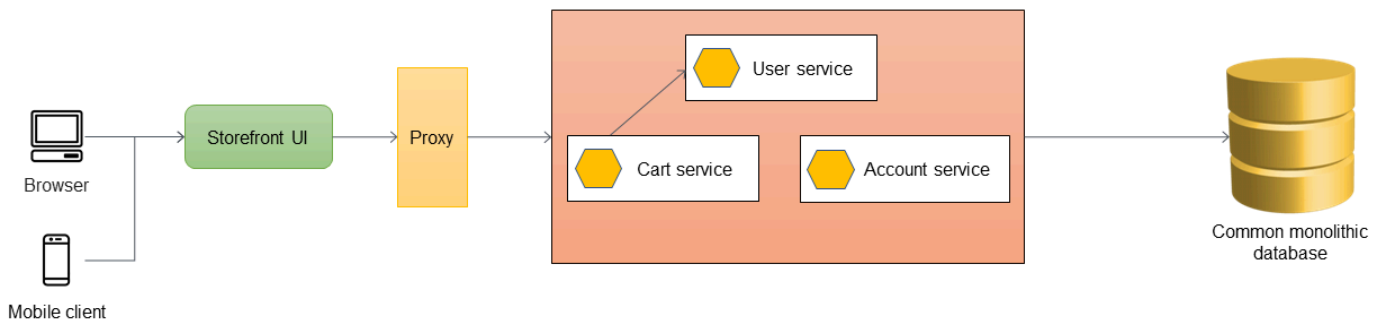 Browser
Mobile client
Storefront UI
Proxy
User service
Cart service
Account service
Common monolithic
database